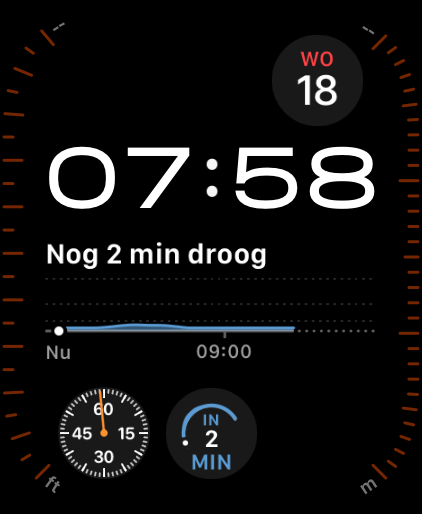 -- --
WO
18
07:58
Nog 2 min droog
Nu 09:00
60
45 15
30
IN
2
MIN
ft m